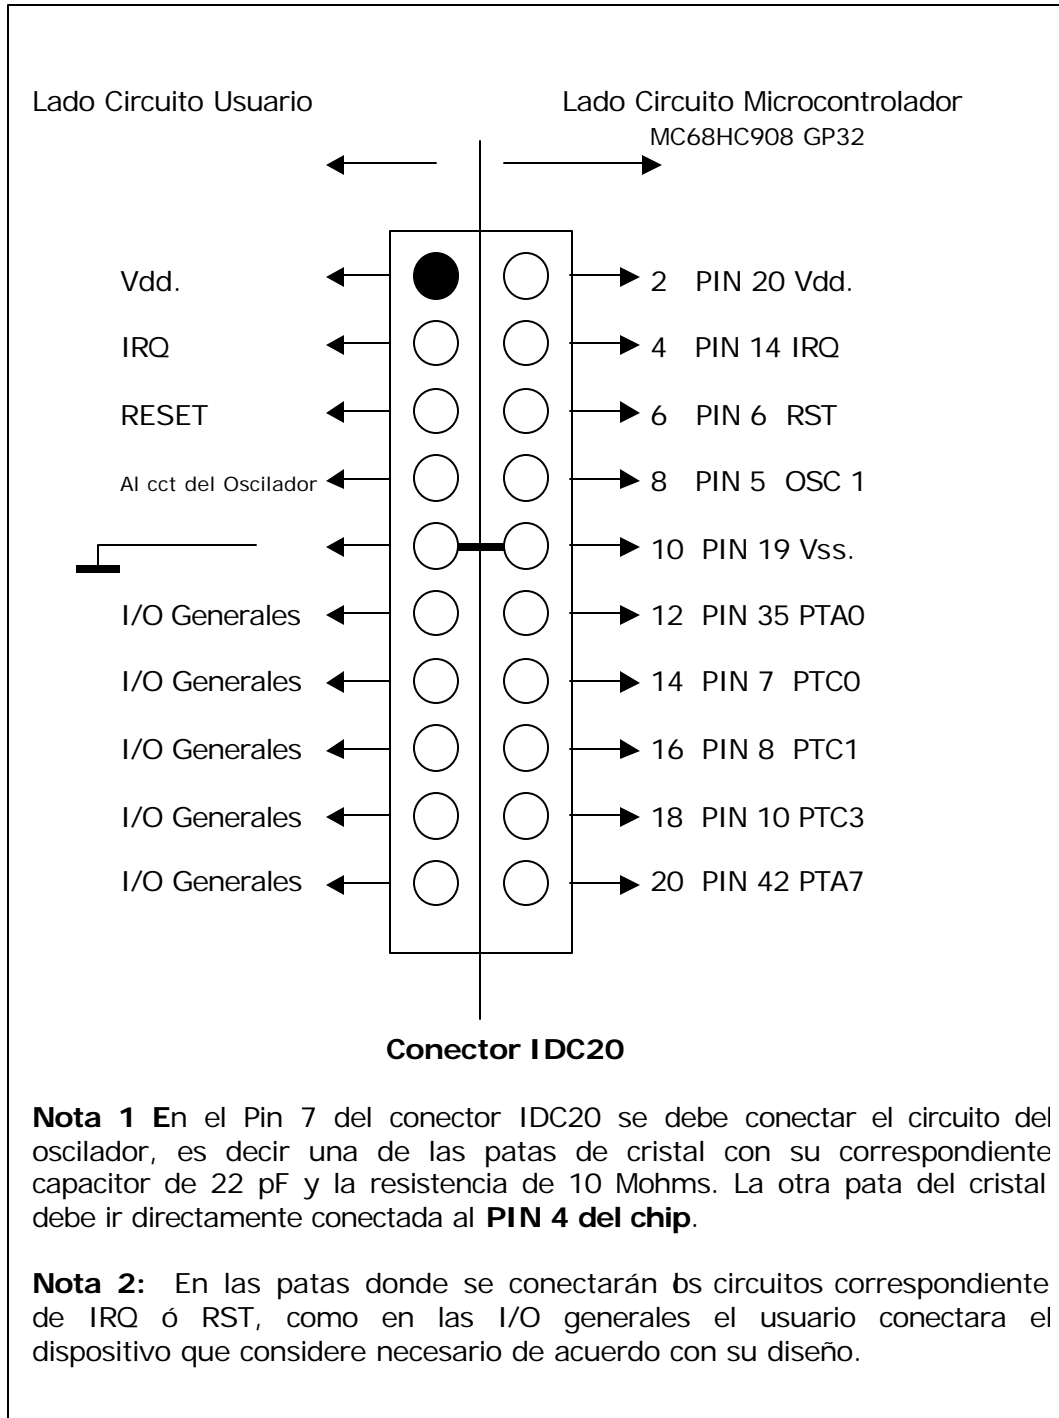 Lado Circuito Usuario Lado Circuito Microcontrolador
MC68HC908 GP32
Vdd. 2 PIN 20 Vdd.
IRQ 4 PIN 14 IRQ
RESET 6 PIN 6 RST
Al cct del Oscilador 8 PIN 5 OSC 1
10 PIN 19 Vss.
I/O Generales 12 PIN 35 PTA0
I/O Generales 14 PIN 7 PTC0
I/O Generales 16 PIN 8 PTC1
I/O Generales 18 PIN 10 PTC3
I/O Generales 20 PIN 42 PTA7
Conector IDC20
Nota 1 En el Pin 7 del conector IDC20 se debe conectar el circuito del
oscilador, es decir una de las patas de cristal con su correspondiente
capacitor de 22 pF y la resistencia de 10 Mohms. La otra pata del cristal
debe ir directamente conectada al PIN 4 del chip.
Nota 2: En las patas donde se conectarán los circuitos correspondiente
de IRQ ó RST, como en las I/O generales el usuario conectara el
dispositivo que considere necesario de acuerdo con su diseño.